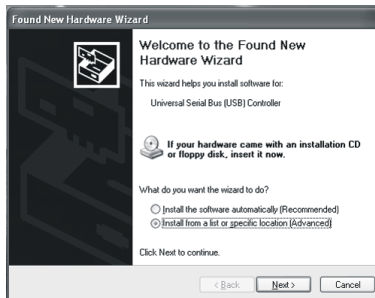 Found New Hardware Wizard
Welcome to the Found New
Hardware Wizard
This wizard helps you install software for:
Universal Serial Bus (USB) Controller
If your hardware came with an installation CD
or floppy disk, insert it now.
What do you want the wizard to do?
Install the software automatically (Recommended)
Install from a list or specific location (Advanced)
Click Next to continue.
< Back Next > Cancel